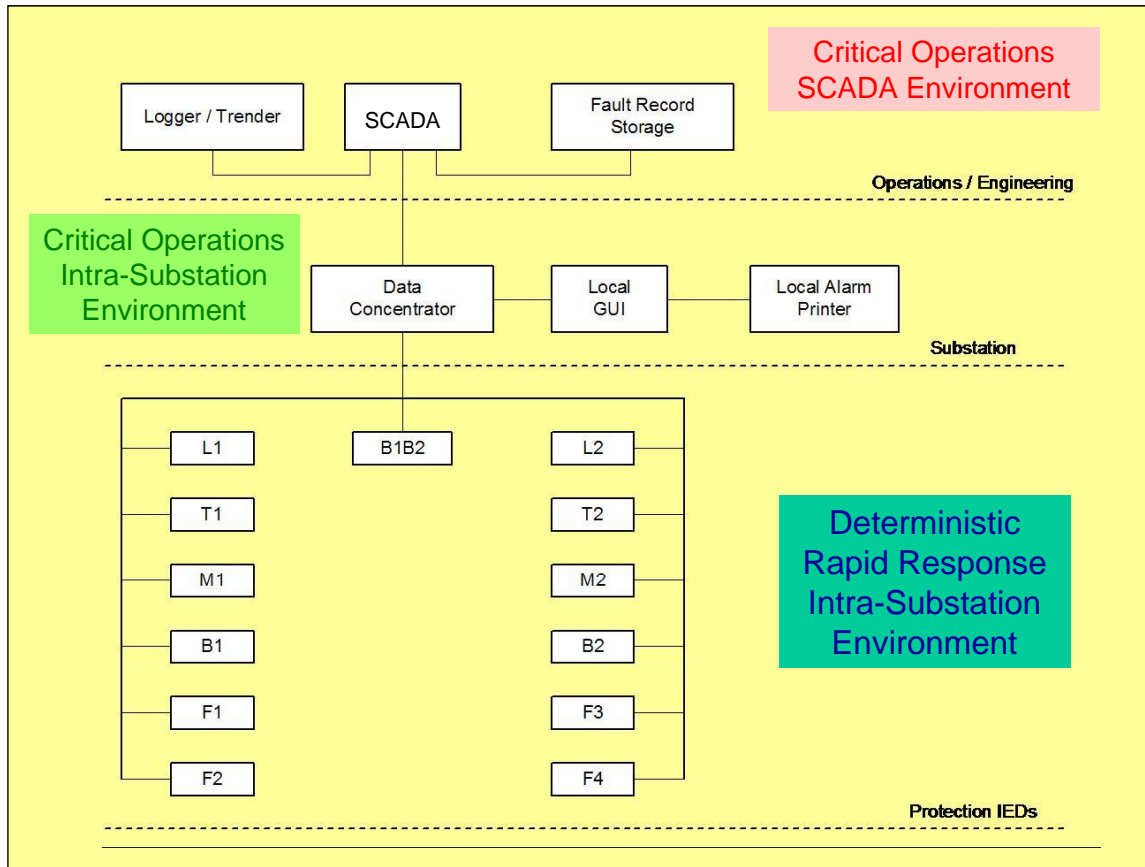 Critical Operations
SCADA Environment
Logger / Trender
SCADA
Fault Record
Storage
Operations / Engineering
Critical Operations
Intra-Substation
Environment
Data
Concentrator
Local
GUI
Local Alarm
Printer
Substation
L1
B1B2
L2
T1
T2
M1
M2
B1
B2
F1
F3
F2
F4
Deterministic
Rapid Response
Intra-Substation
Environment
Protection IEDs